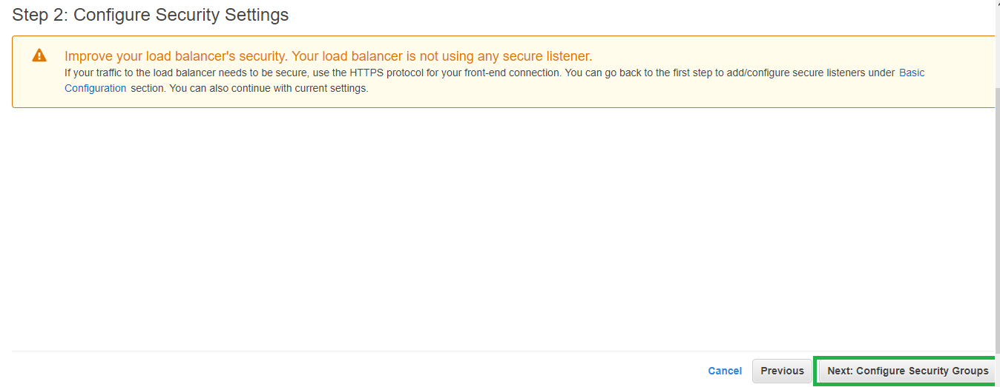 Step 2: Configure Security Settings
Improve your load balancer's security. Your load balancer is not using any secure listener.
If your traffic to the load balancer needs to be secure, use the HTTPS protocol for your front-end connection. You can go back to the first step to add/configure secure listeners under Basic
Configuration section. You can also continue with current settings.
Cancel Previous Next: Configure Security Groups